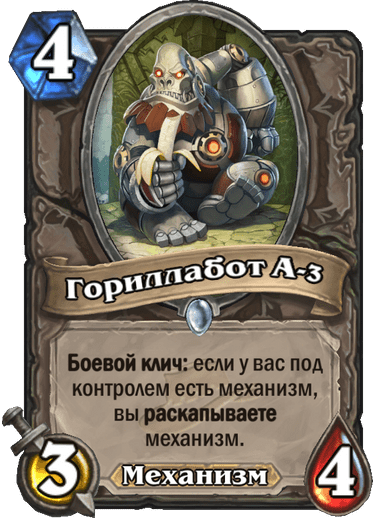 4
Гориллабот А-3
Боевой клич: если у вас под
контролем есть механизм,
вы раскапываете
механизм.
3
Механизм
4